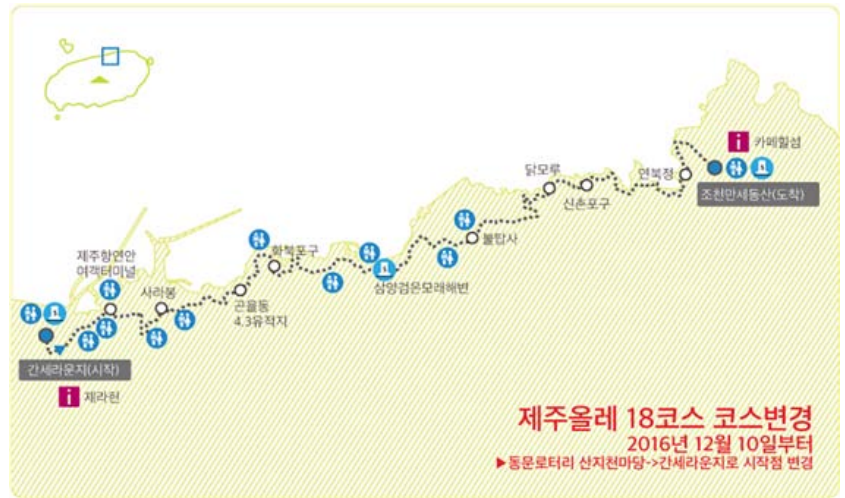 카페힐섬
닭모루
연북정
신촌포구
조천만세동산(도착)
불탑사
제주항연안
여객터미널
화북포구
사라봉
곤을동
4.3유적지
삼양검은모래해변
간세라운지(시작)
제라헌
제주올레 18코스 코스변경
2016년 12월 10일부터
▶동문로터리 산지천마당->간세라운지로 시작점 변경